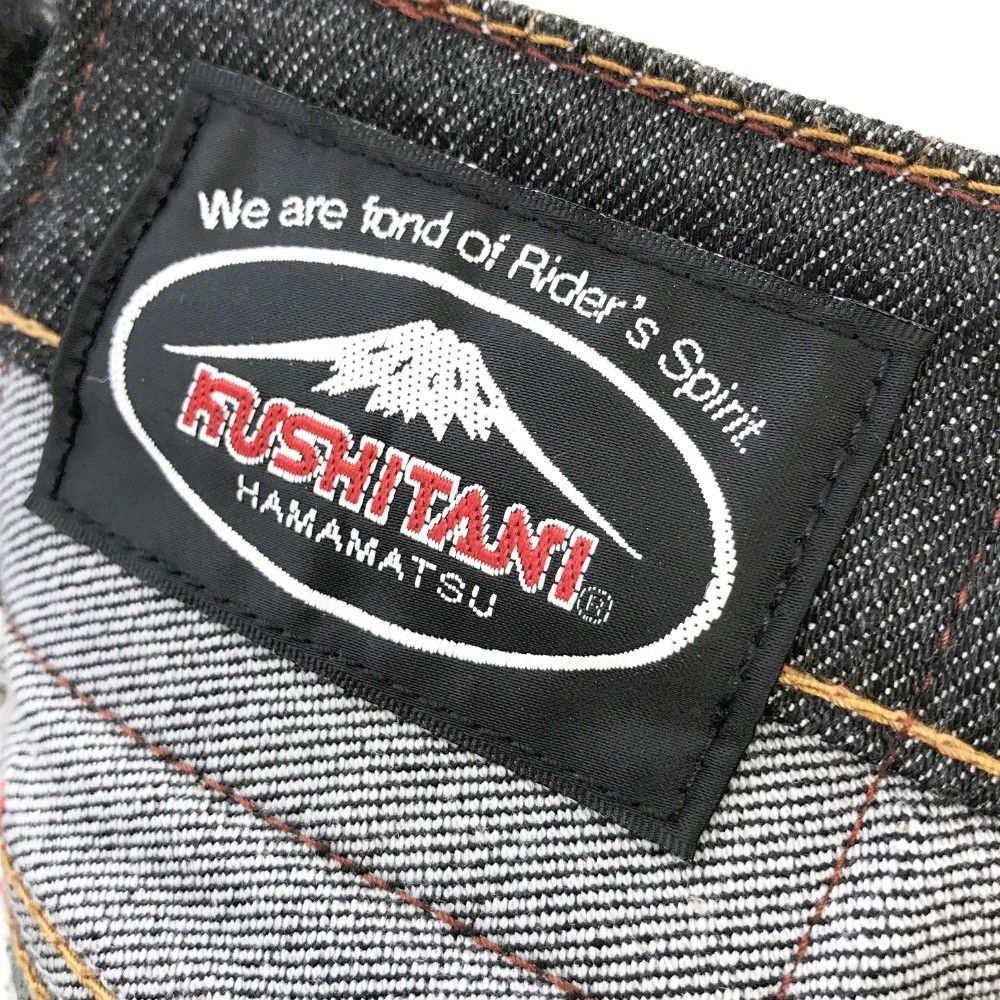 We are fond of Rider's Spirit.
KUSHITANI®
HAMAMATSU